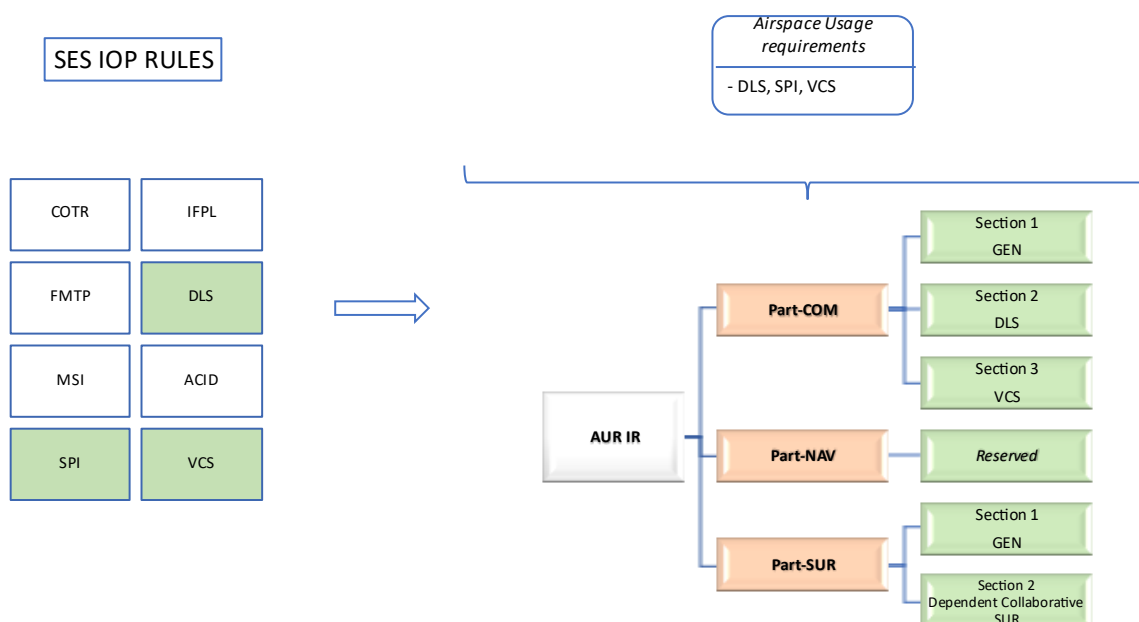 SES IOP RULES
Airspace Usage
requirements
- DLS, SPI, VCS
COTR
IFPL
FMTP
DLS
MSI
ACID
SPI
VCS
AUR IR
Part-COM
Section 1
GEN
Section 2
DLS
Section 3
VCS
Part-NAV
Reserved
Part-SUR
Section 1
GEN
Section 2
Dependent Collaborative
SUR